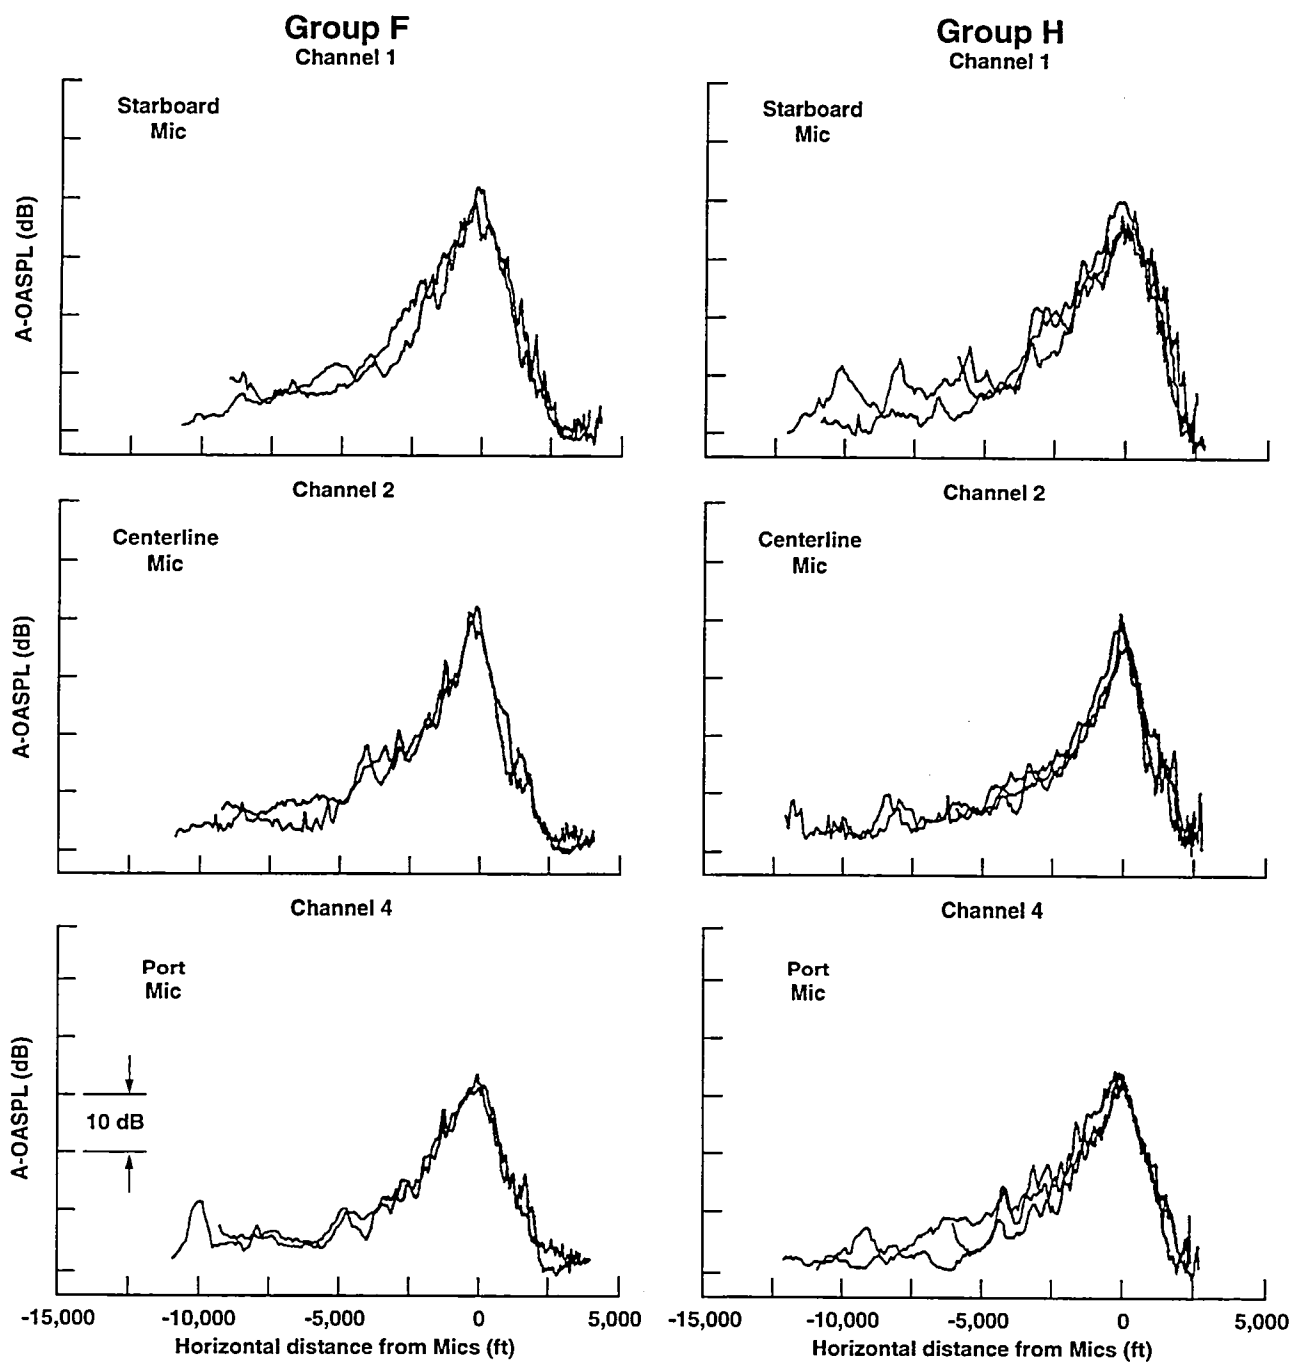 Group F
Channel 1
Group H
Channel 1
Starboard
Mic
Starboard
Mic
A-OASPL (dB)
Channel 2
Channel 2
Centerline
Mic
Centerline
Mic
A-OASPL (dB)
Channel 4
Channel 4
Port
Mic
Port
Mic
A-OASPL (dB)
10 dB
-15,000 -10,000 -5,000 0 5,000
Horizontal distance from Mics (ft)
-15,000 -10,000 -5,000 0 5,000
Horizontal distance from Mics (ft)